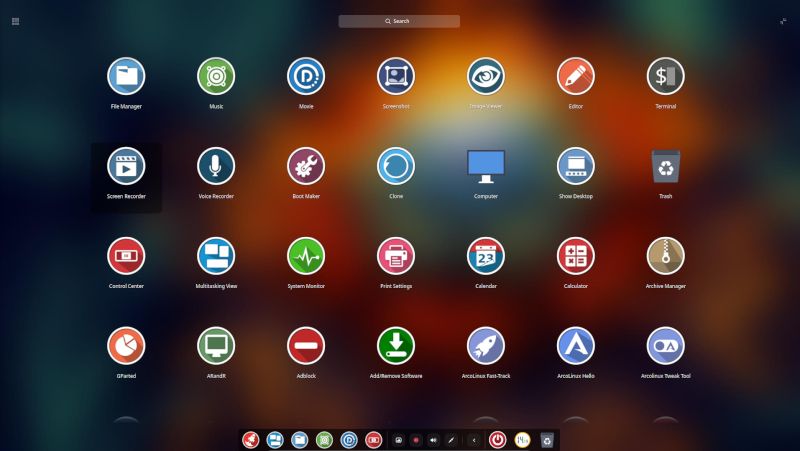 Search
File Manager
Music
Movie
Screenshot
Image Viewer
Editor
Terminal
Screen Recorder
Voice Recorder
Boot Maker
Clone
Computer
Show Desktop
Trash
Control Center
Multitasking View
System Monitor
Print Settings
23
Calendar
Calculator
Archive Manager
GParted
ARandR
Adblock
Add/Remove Software
ArcoLinux Fast-Track
ArcoLinux Hello
Arcolinux Tweak Tool